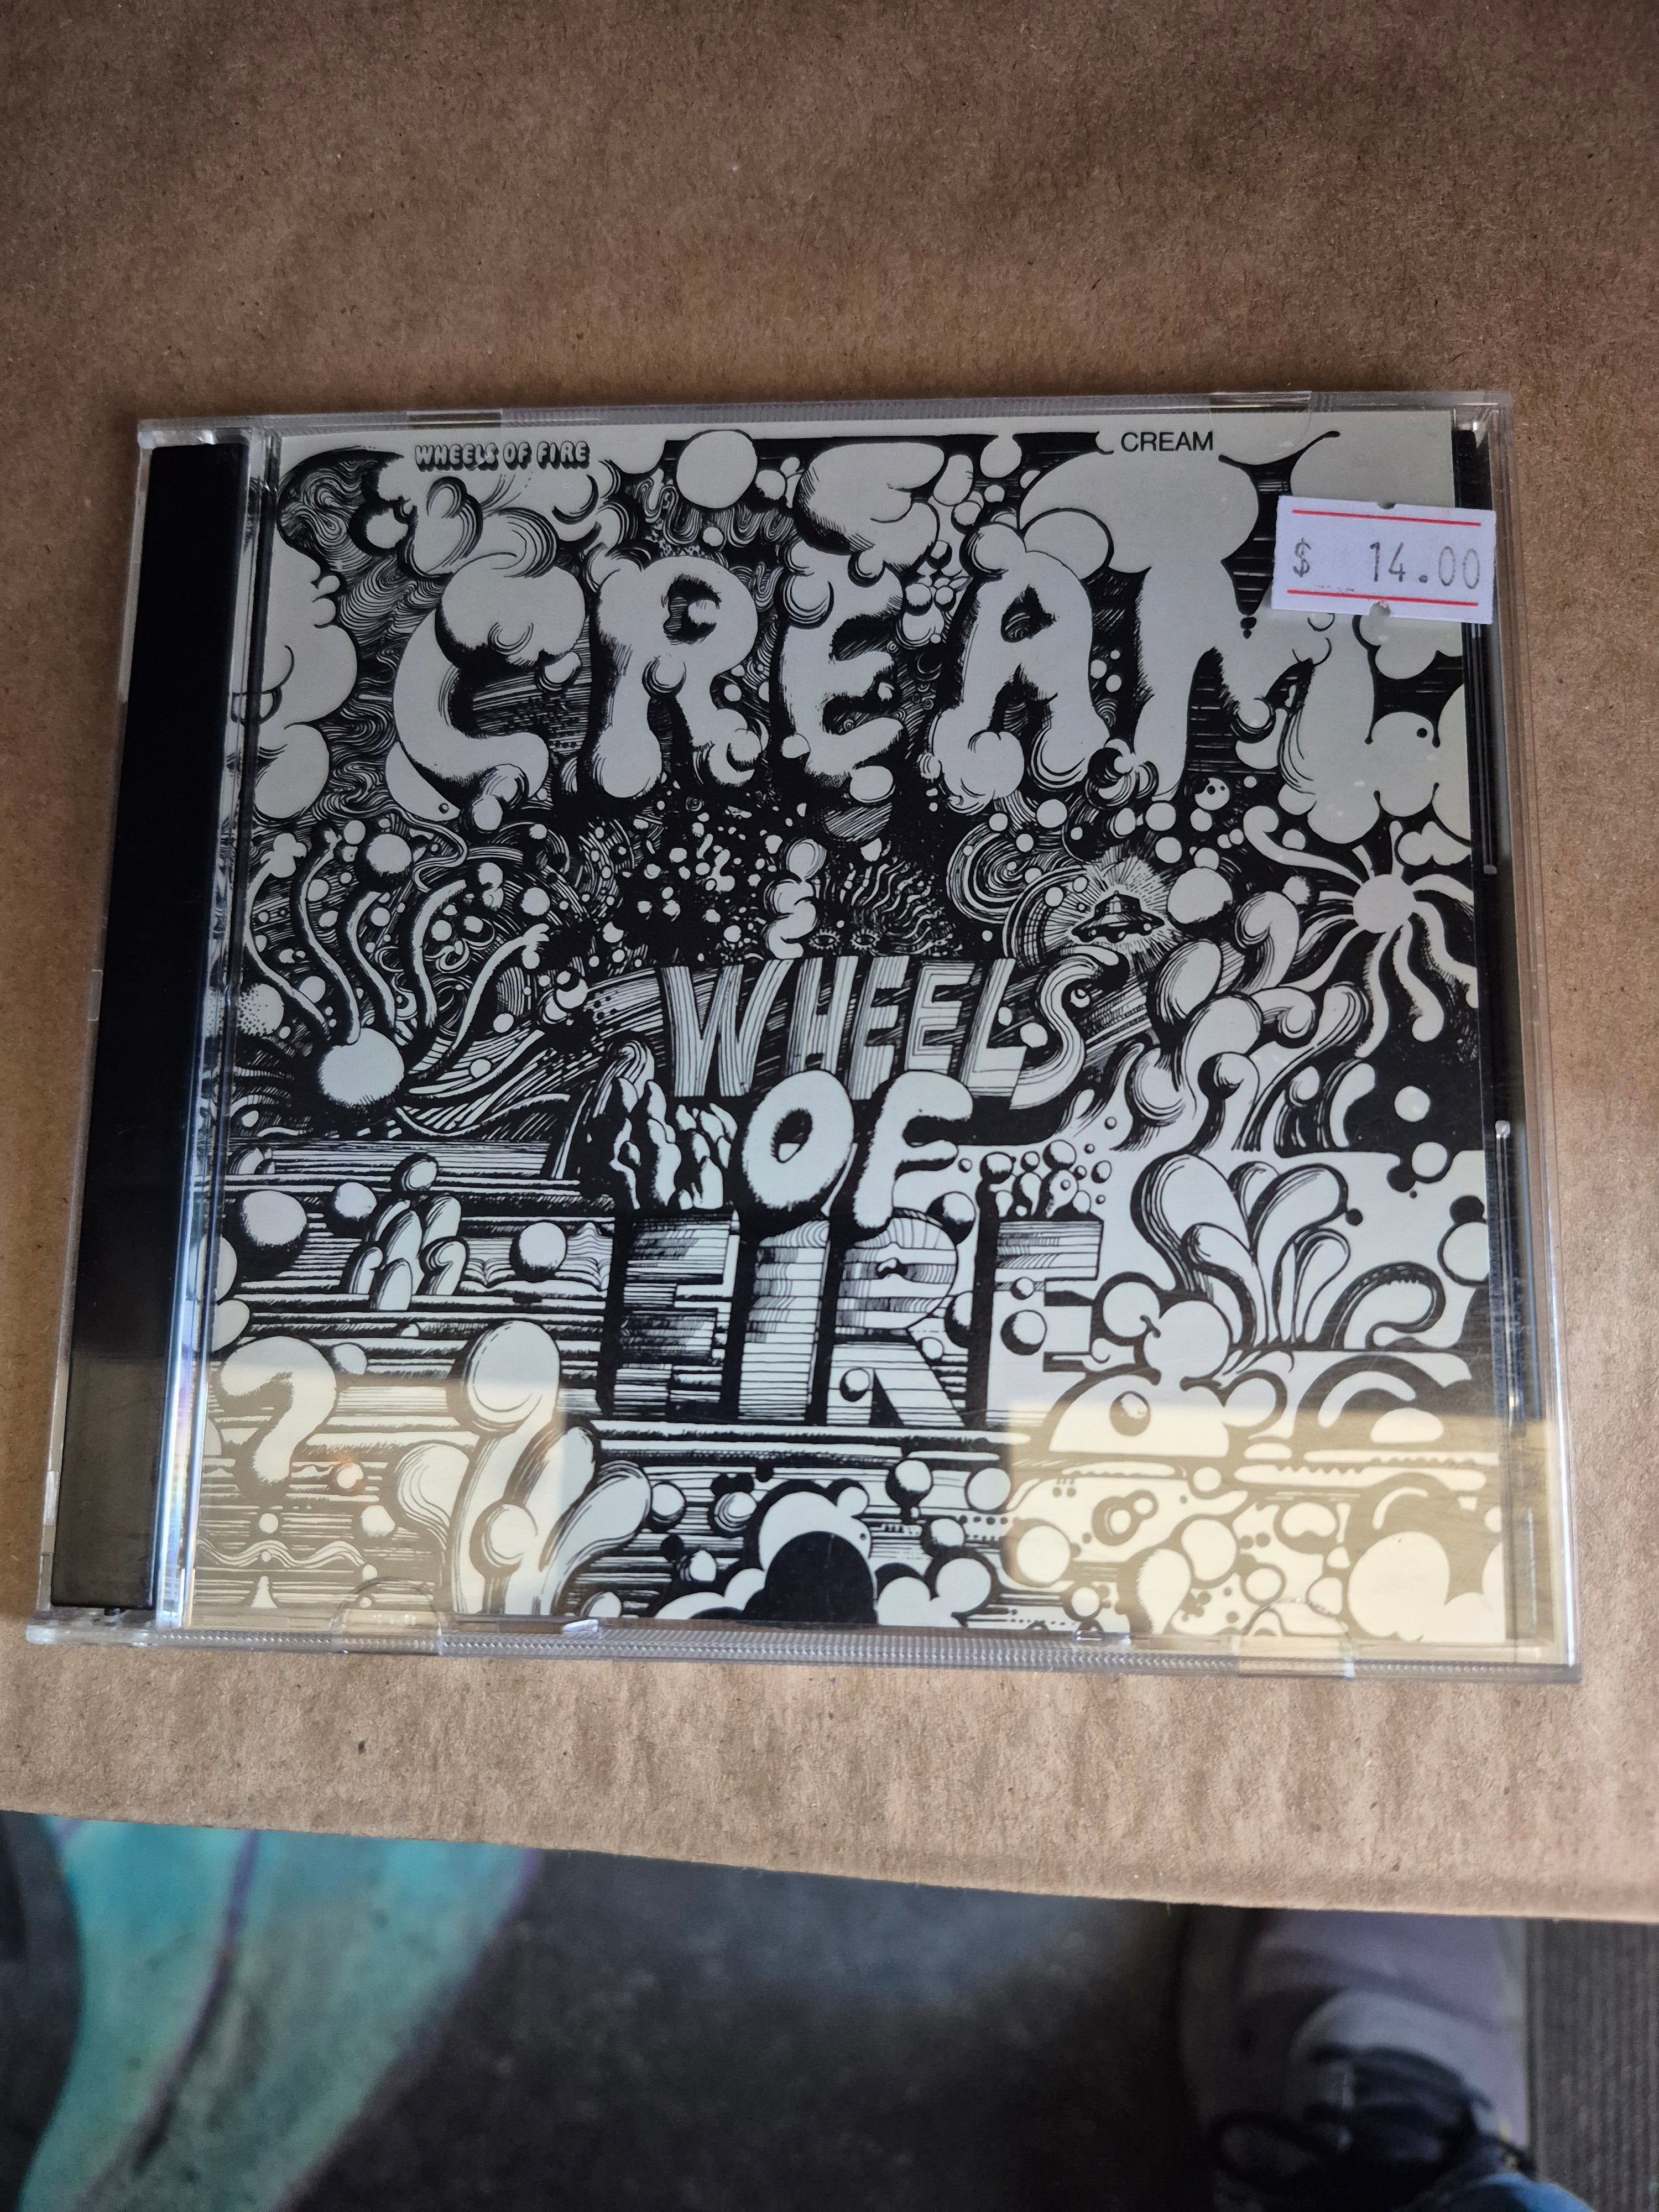 WHEELS OF FIRE
CREAM
$ 14.00
CREAM
WHEELS
OF
FIRE